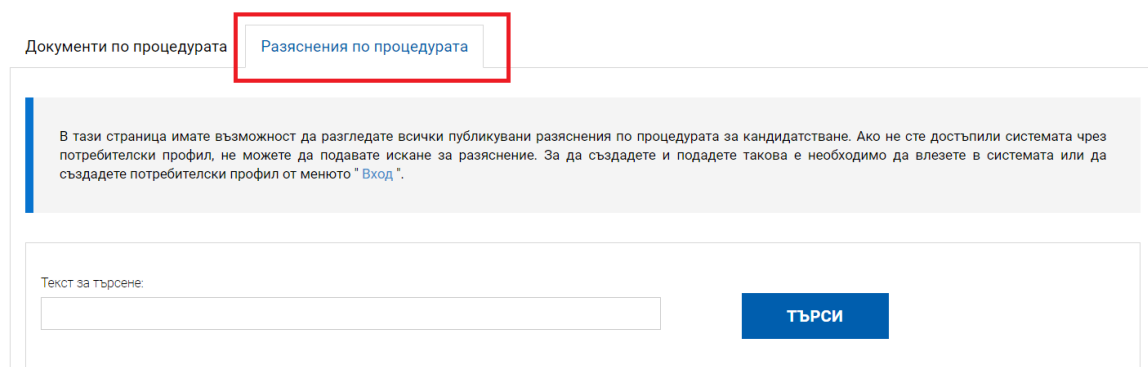 Документи по процедурата Разяснения по процедурата
В тази страница имате възможност да разгледате всички публикувани разяснения по процедурата за кандидатстване. Ако не сте достъпили системата чрез
потребителски профил, не можете да подавате искане за разяснение. За да създадете и подадете такова е необходимо да влезете в системата или да
създадете потребителски профил от менюто " Вход ".
Текст за търсене:
ТЪРСИ